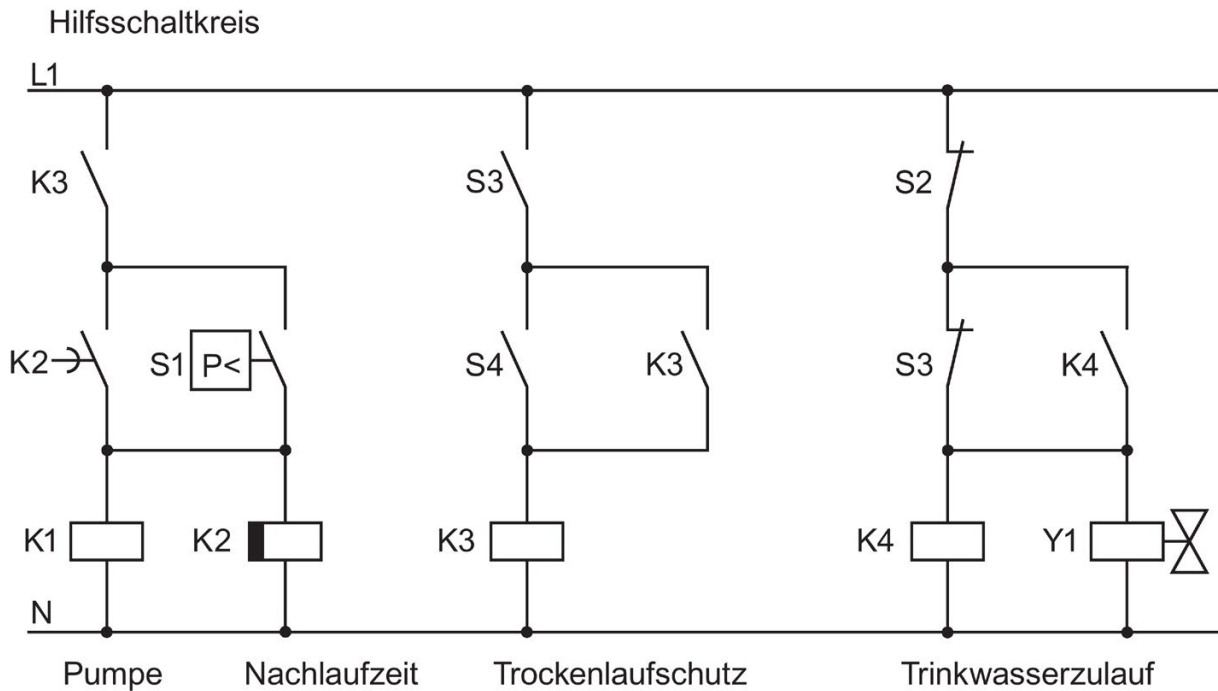 Hilfsschaltkreis
L1
K3
S3
S2
K2
S1
P<
S4
K3
S3
K4
K1
K2
K3
K4
Y1
N
Pumpe
Nachlaufzeit
Trockenlaufschutz
Trinkwasserzulauf